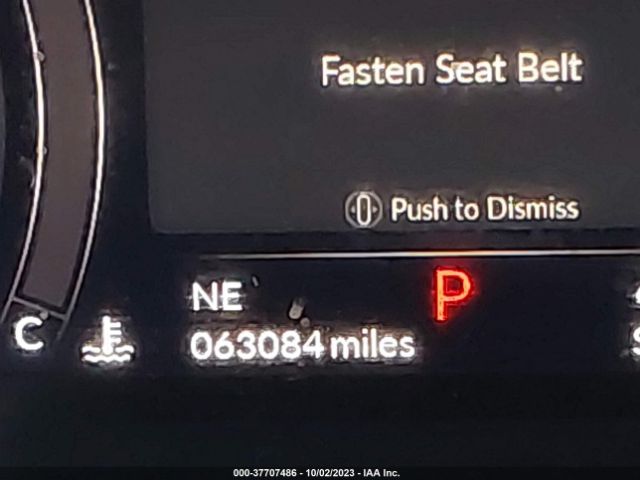 Fasten Seat Belt
Push to Dismiss
NE
P
C
063084 miles
000-37707486 - 10/02/2023 - IAA Inc.